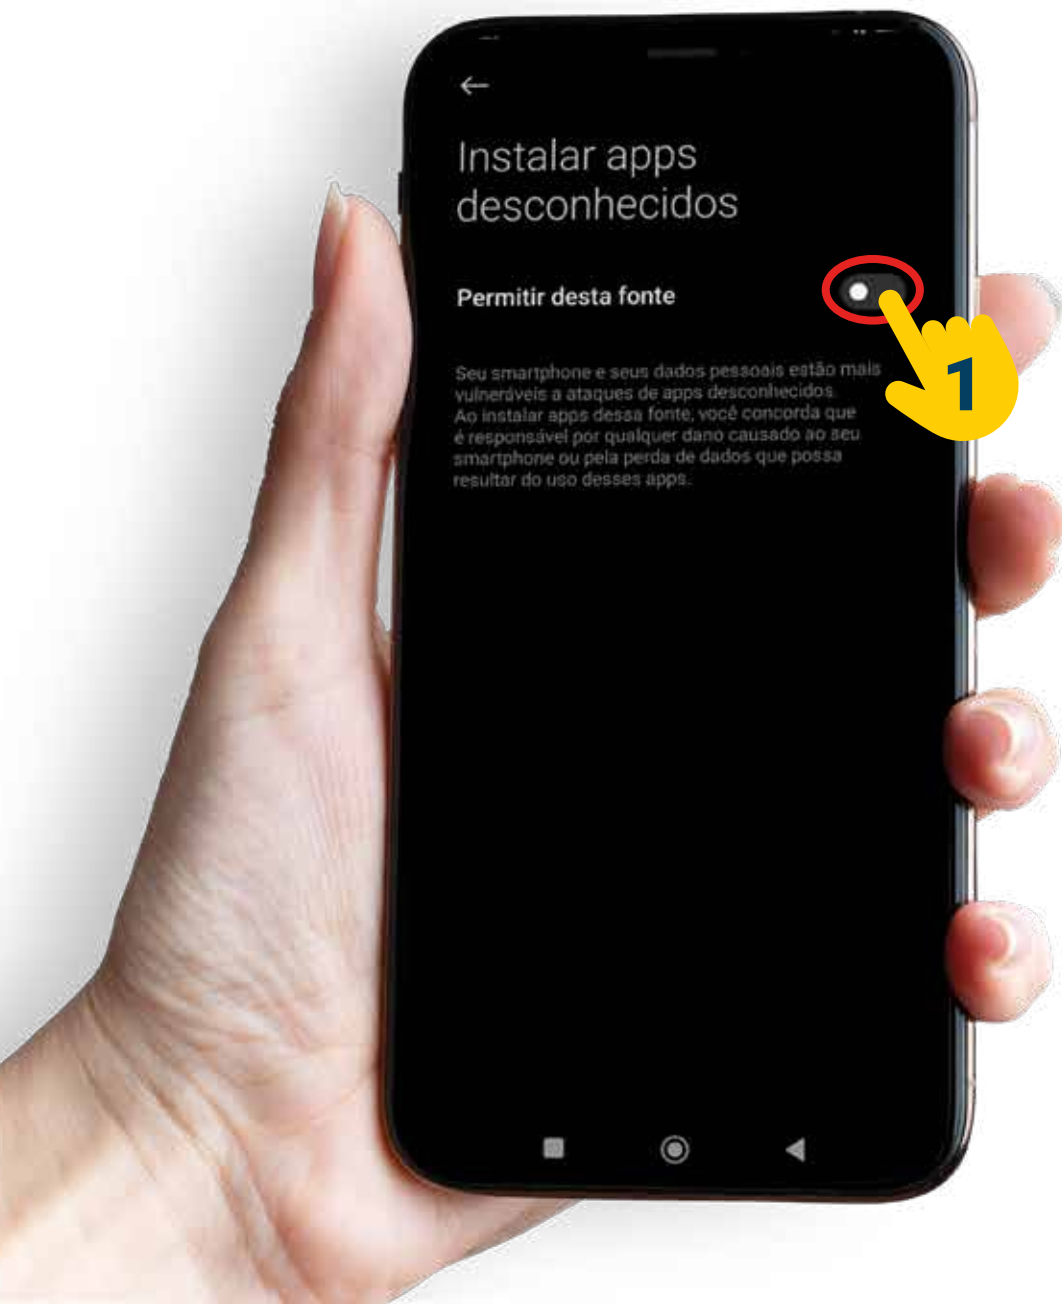 Instalar apps
desconhecidos
Permitir desta fonte
1
Seu smartphone e seus dados pessoais estão mais
vulneráveis a ataques de apps desconhecidos.
Ao instalar apps dessa fonte, você concorda que
é responsável por qualquer dano causado ao seu
smartphone ou pela perda de dados que possa
resultar do uso desses apps.